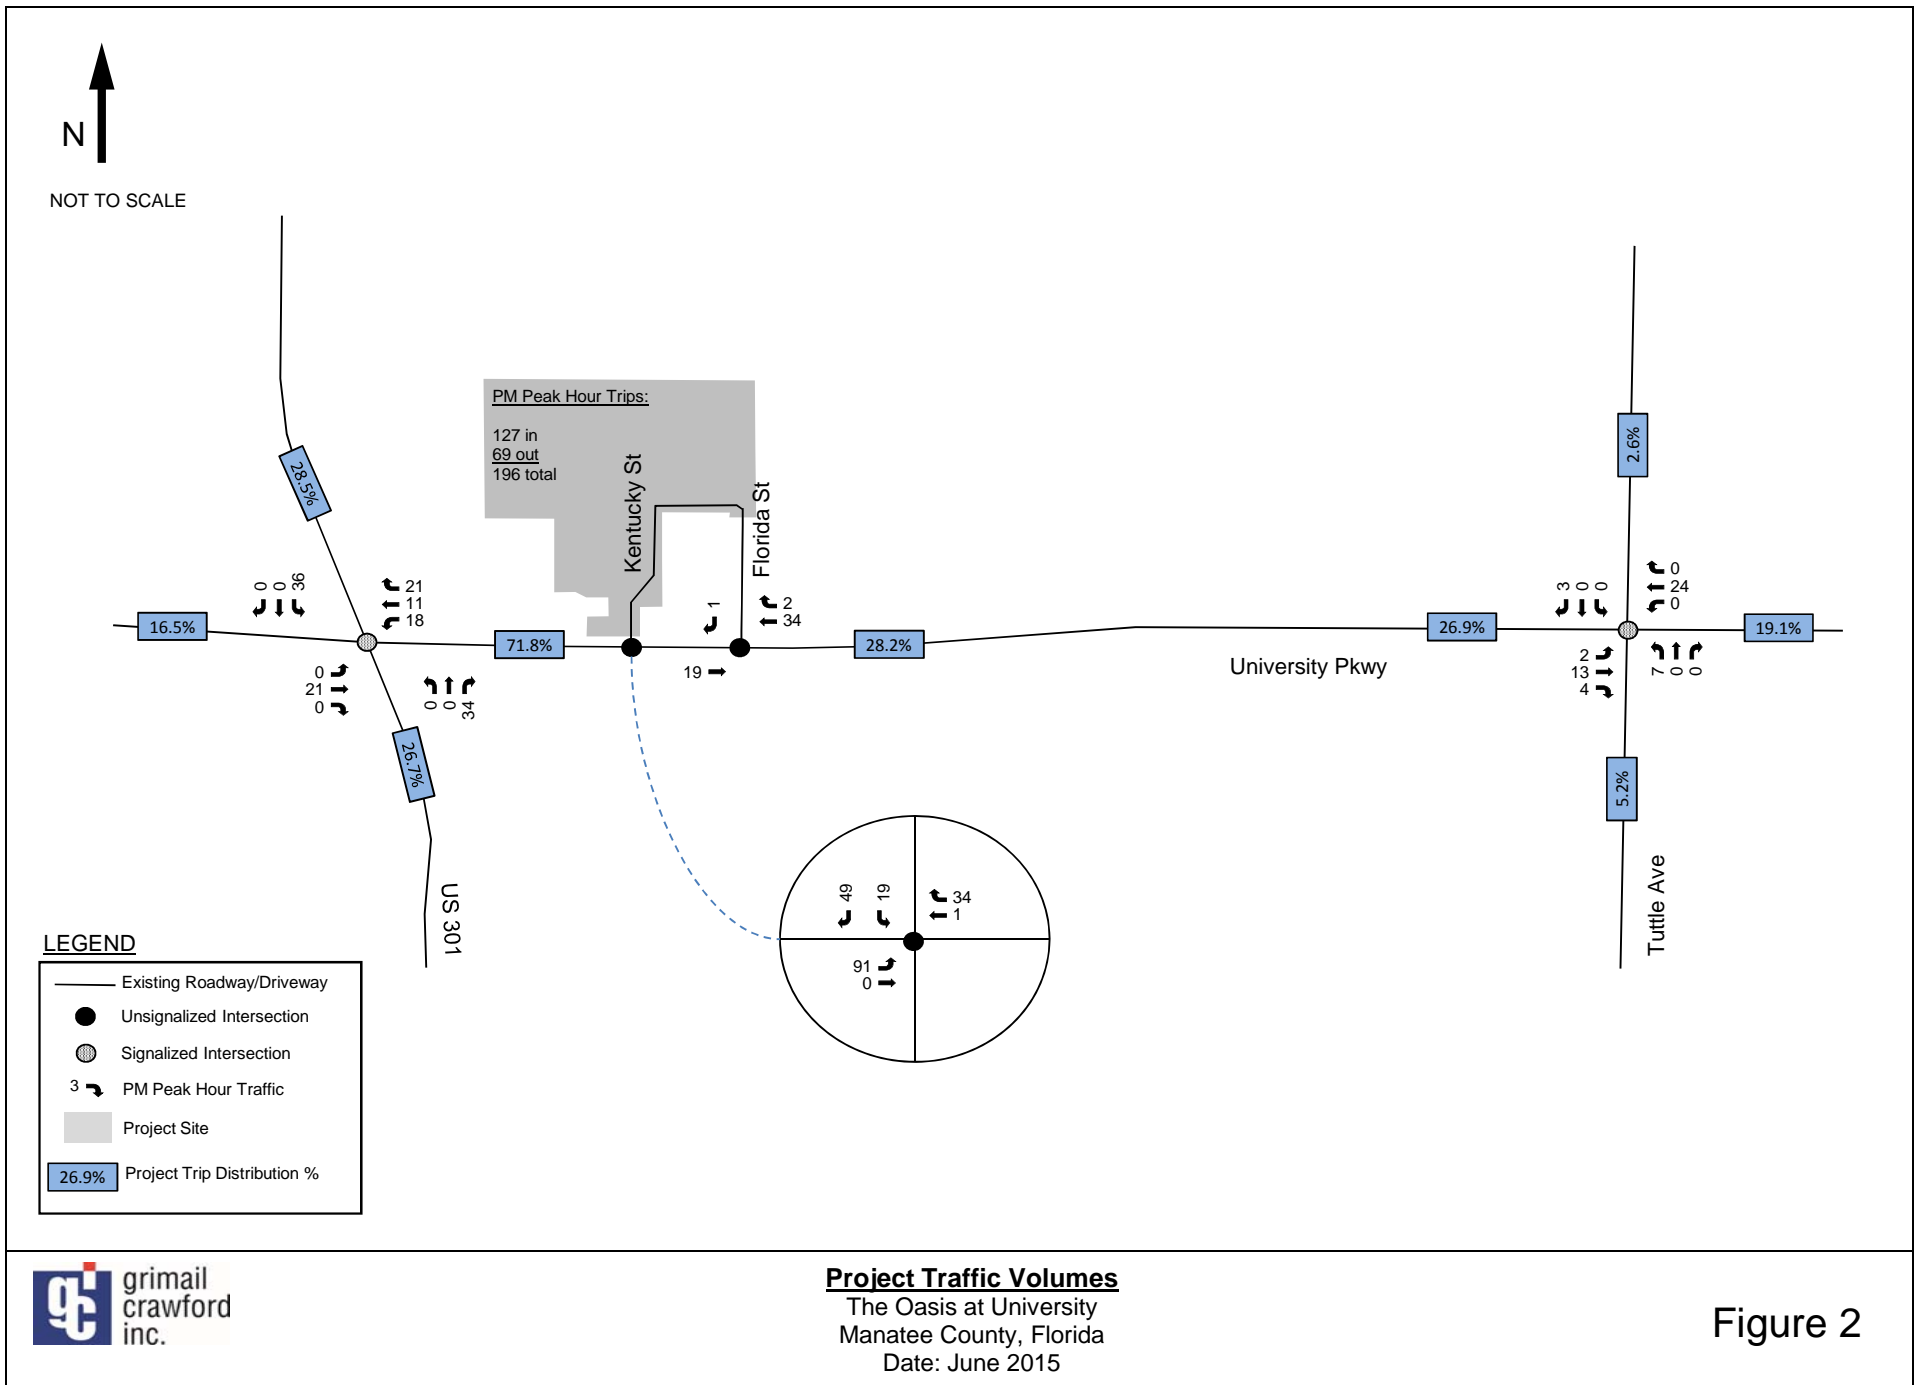 N
NOT TO SCALE
PM Peak Hour Trips:
127 in
69 out
196 total
Kentucky St
Florida St
28.5%
2.6%
0
0
36
21
11
18
1
2
34
3
0
0
0
24
0
16.5%
71.8%
28.2%
26.9%
19.1%
University Pkwy
0
21
0
0
0
34
19
2
13
4
7
0
0
26.7%
5.2%
US 301
Tuttle Ave
49
19
34
1
91
0
LEGEND
Existing Roadway/Driveway
Unsignalized Intersection
Signalized Intersection
3 PM Peak Hour Traffic
Project Site
26.9% Project Trip Distribution %
gc
grimail
crawford
inc.
Project Traffic Volumes
The Oasis at University
Manatee County, Florida
Date: June 2015
Figure 2